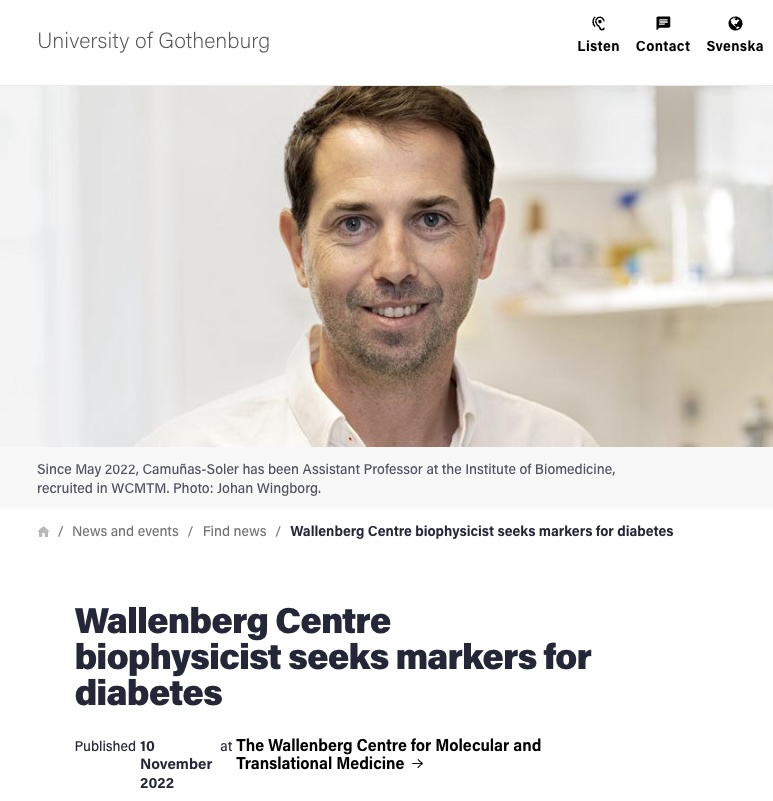 University of Gothenburg
Listen Contact Svenska
Since May 2022, Camuñas-Soler has been Assistant Professor at the Institute of Biomedicine,
recruited in WCMTM. Photo: Johan Wingborg.
/ News and events / Find news / Wallenberg Centre biophysicist seeks markers for diabetes
Wallenberg Centre
biophysicist seeks markers for
diabetes
Published 10 November 2022 at The Wallenberg Centre for Molecular and
Translational Medicine →